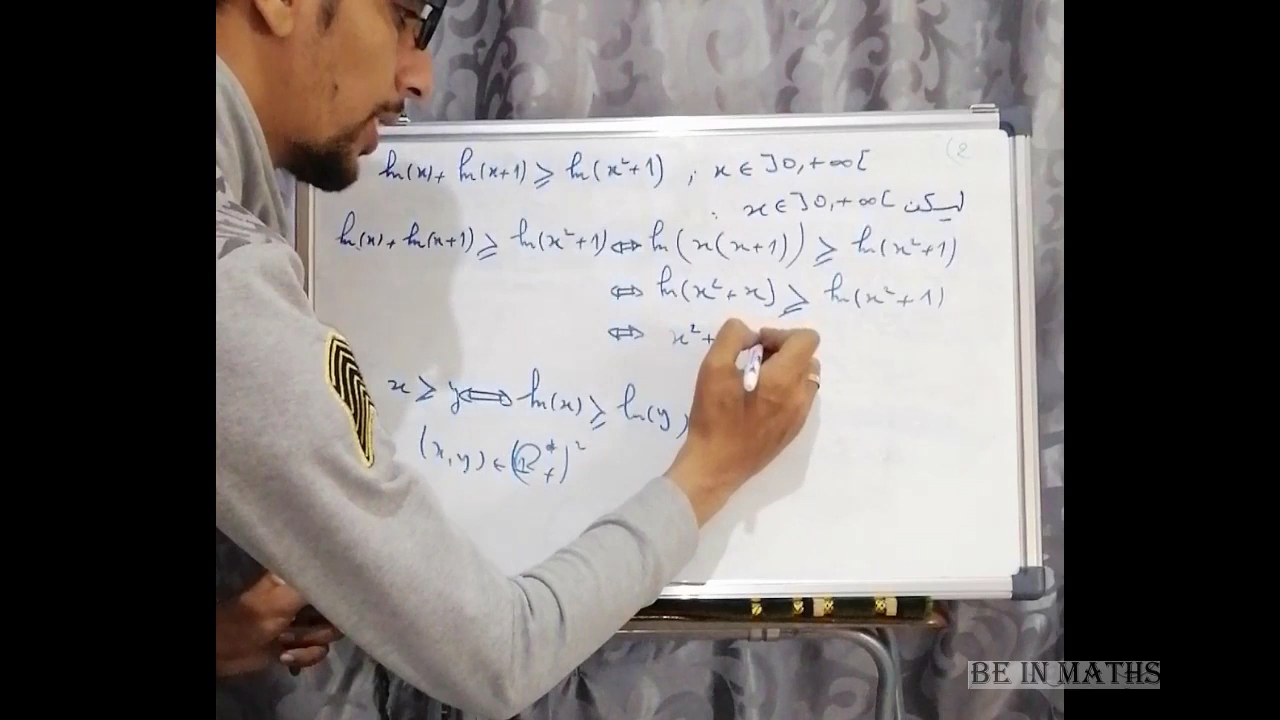 (2
ln(x) + ln(x+1) ≥ ln(x²+1) ; x ∈ ]0,+∞[
ليكن x ∈ ]0,+∞[ :
ln(x) + ln(x+1) ≥ ln(x²+1) ⇔ ln(x(x+1)) ≥ ln(x²+1)
⇔ ln(x²+x) ≥ ln(x²+1)
⇔ x²+
x ≥ y ⇔ ln(x) ≥ ln(y)
(x,y) ∈ (ℝ*₊)²
BE IN MATHS